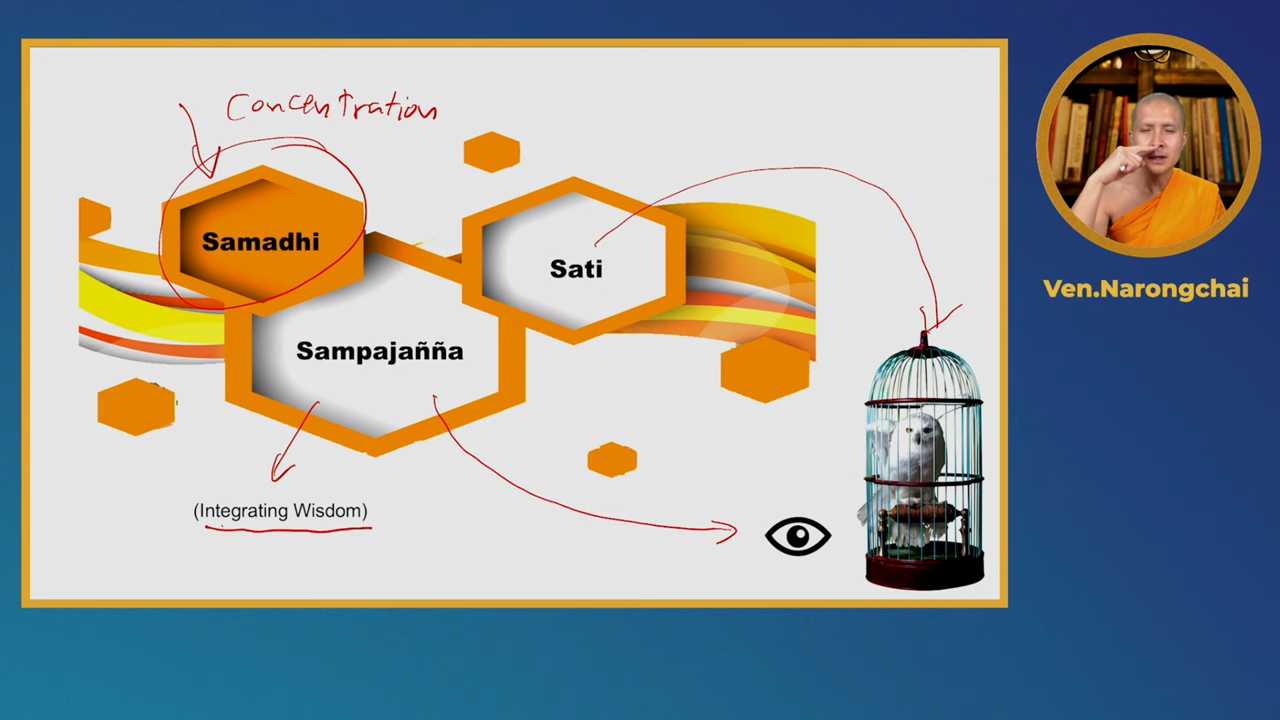 Concentration
Samadhi
Sati
Sampajañña
(Integrating Wisdom)
Ven.Narongchai